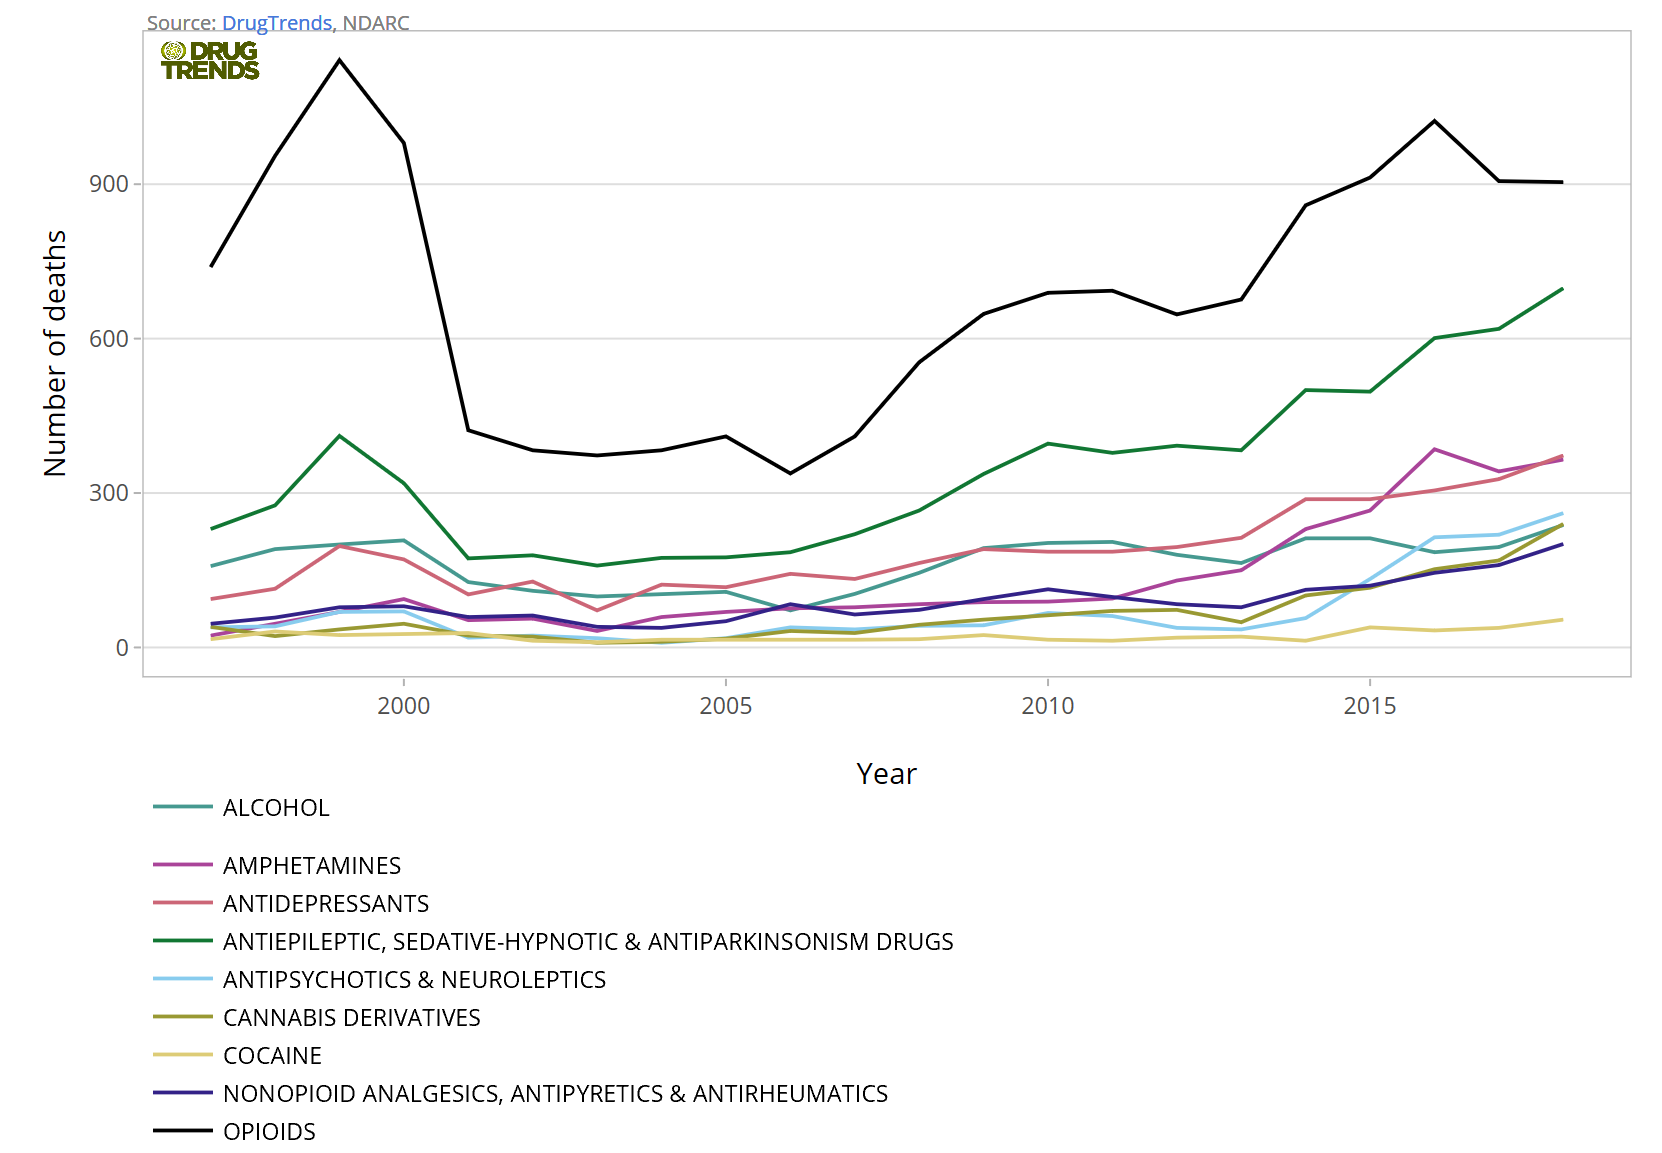 Source: DrugTrends, NDARC
DRUG
TRENDS
900
600
300
0
Number of deaths
2000 2005 2010 2015
Year
ALCOHOL
AMPHETAMINES
ANTIDEPRESSANTS
ANTIEPILEPTIC, SEDATIVE-HYPNOTIC & ANTIPARKINSONISM DRUGS
ANTIPSYCHOTICS & NEUROLEPTICS
CANNABIS DERIVATIVES
COCAINE
NONOPIOID ANALGESICS, ANTIPYRETICS & ANTIRHEUMATICS
OPIOIDS